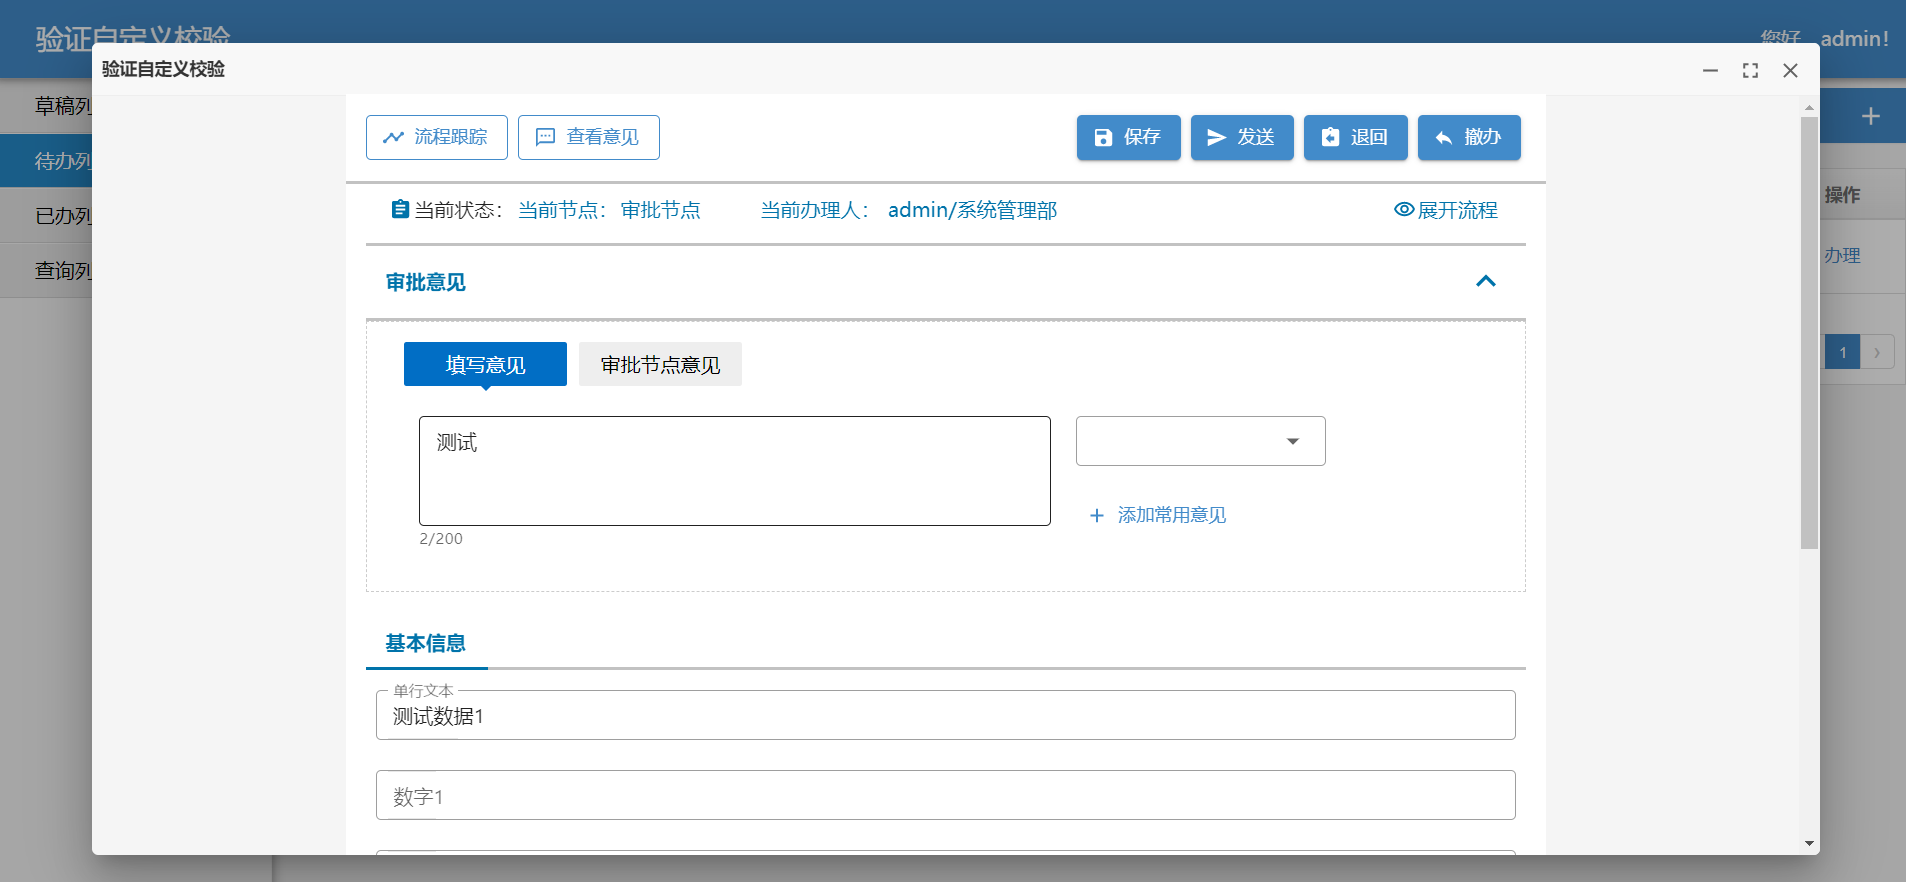 验证自定义校验
您好
admin!
验证自定义校验
草稿列
待办列
已办列
查询列
流程跟踪
查看意见
保存
发送
退回
撤办
当前状态： 当前节点： 审批节点 当前办理人： admin/系统管理部
展开流程
操作
办理
1
审批意见
填写意见
审批节点意见
测试
2/200
添加常用意见
基本信息
单行文本
测试数据1
数字1